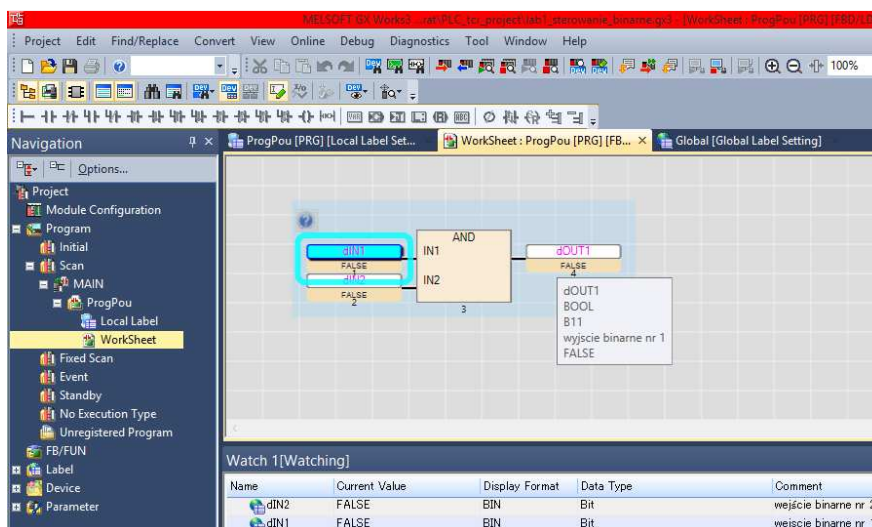 MELSOFT GX Works3 ...rat\PLC_tcr_project\lab1_sterowanie_binarne.gx3 - [WorkSheet : ProgPou [PRG] [FBD/LD
Project Edit Find/Replace Convert View Online Debug Diagnostics Tool Window Help
100%
Navigation
ProgPou [PRG] [Local Label Set...
WorkSheet : ProgPou [PRG] [FB...
Global [Global Label Setting]
Options...
Project
Module Configuration
Program
Initial
Scan
MAIN
ProgPou
Local Label
WorkSheet
Fixed Scan
Event
Standby
No Execution Type
Unregistered Program
FB/FUN
Label
Device
Parameter
dIN1
FALSE
1
dIN2
FALSE
2
AND
IN1
IN2
3
dOUT1
FALSE
4
dOUT1
BOOL
B11
wyjscie binarne nr 1
FALSE
Watch 1[Watching]
Name Current Value Display Format Data Type Comment
dIN2 FALSE BIN Bit wejście binarne nr 2
dIN1 FALSE BIN Bit wejscie binarne nr